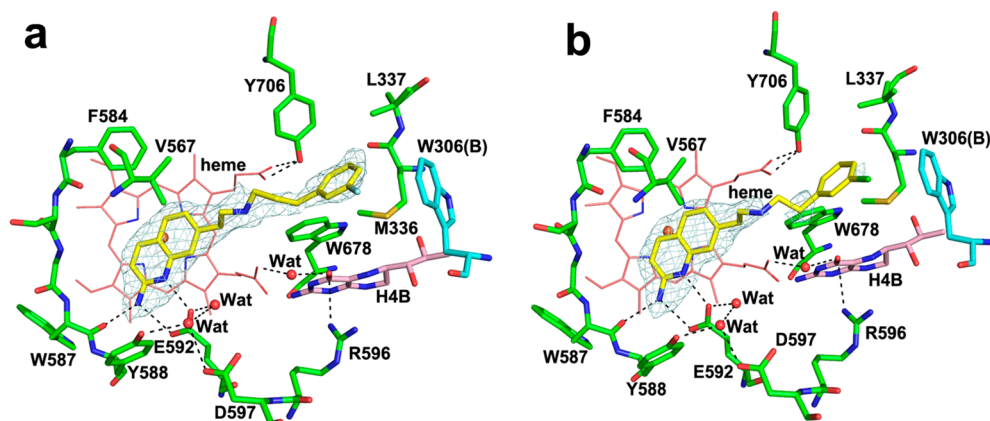 a
Y706
L337
F584
V567
heme
W306(B)
M336
W678
Wat
H4B
Wat
Wat
W587
Y588
E592
R596
D597
b
Y706
L337
F584
V567
W306(B)
heme
W678
Wat
H4B
Wat
Wat
W587
Y588
E592
D597
R596